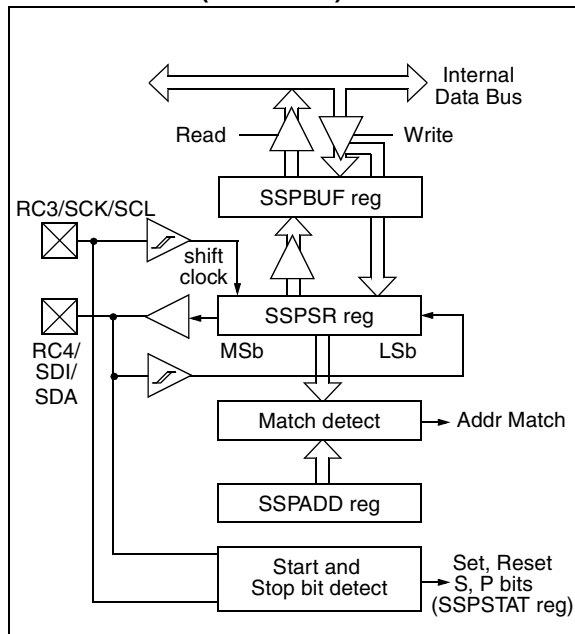 Internal
Data Bus
Read
Write
SSPBUF reg
RC3/SCK/SCL
shift
clock
SSPSR reg
MSb
LSb
RC4/
SDI/
SDA
Match detect
Addr Match
SSPADD reg
Start and
Stop bit detect
Set, Reset
S, P bits
(SSPSTAT reg)